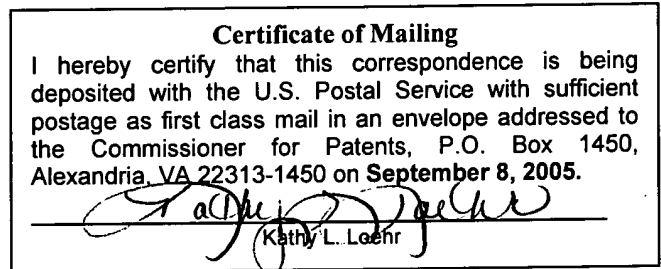 Certificate of Mailing
I hereby certify that this correspondence is being
deposited with the U.S. Postal Service with sufficient
postage as first class mail in an envelope addressed to
the Commissioner for Patents, P.O. Box 1450,
Alexandria, VA 22313-1450 on September 8, 2005.
Kathy L. Loehr
Kathy L. Loehr